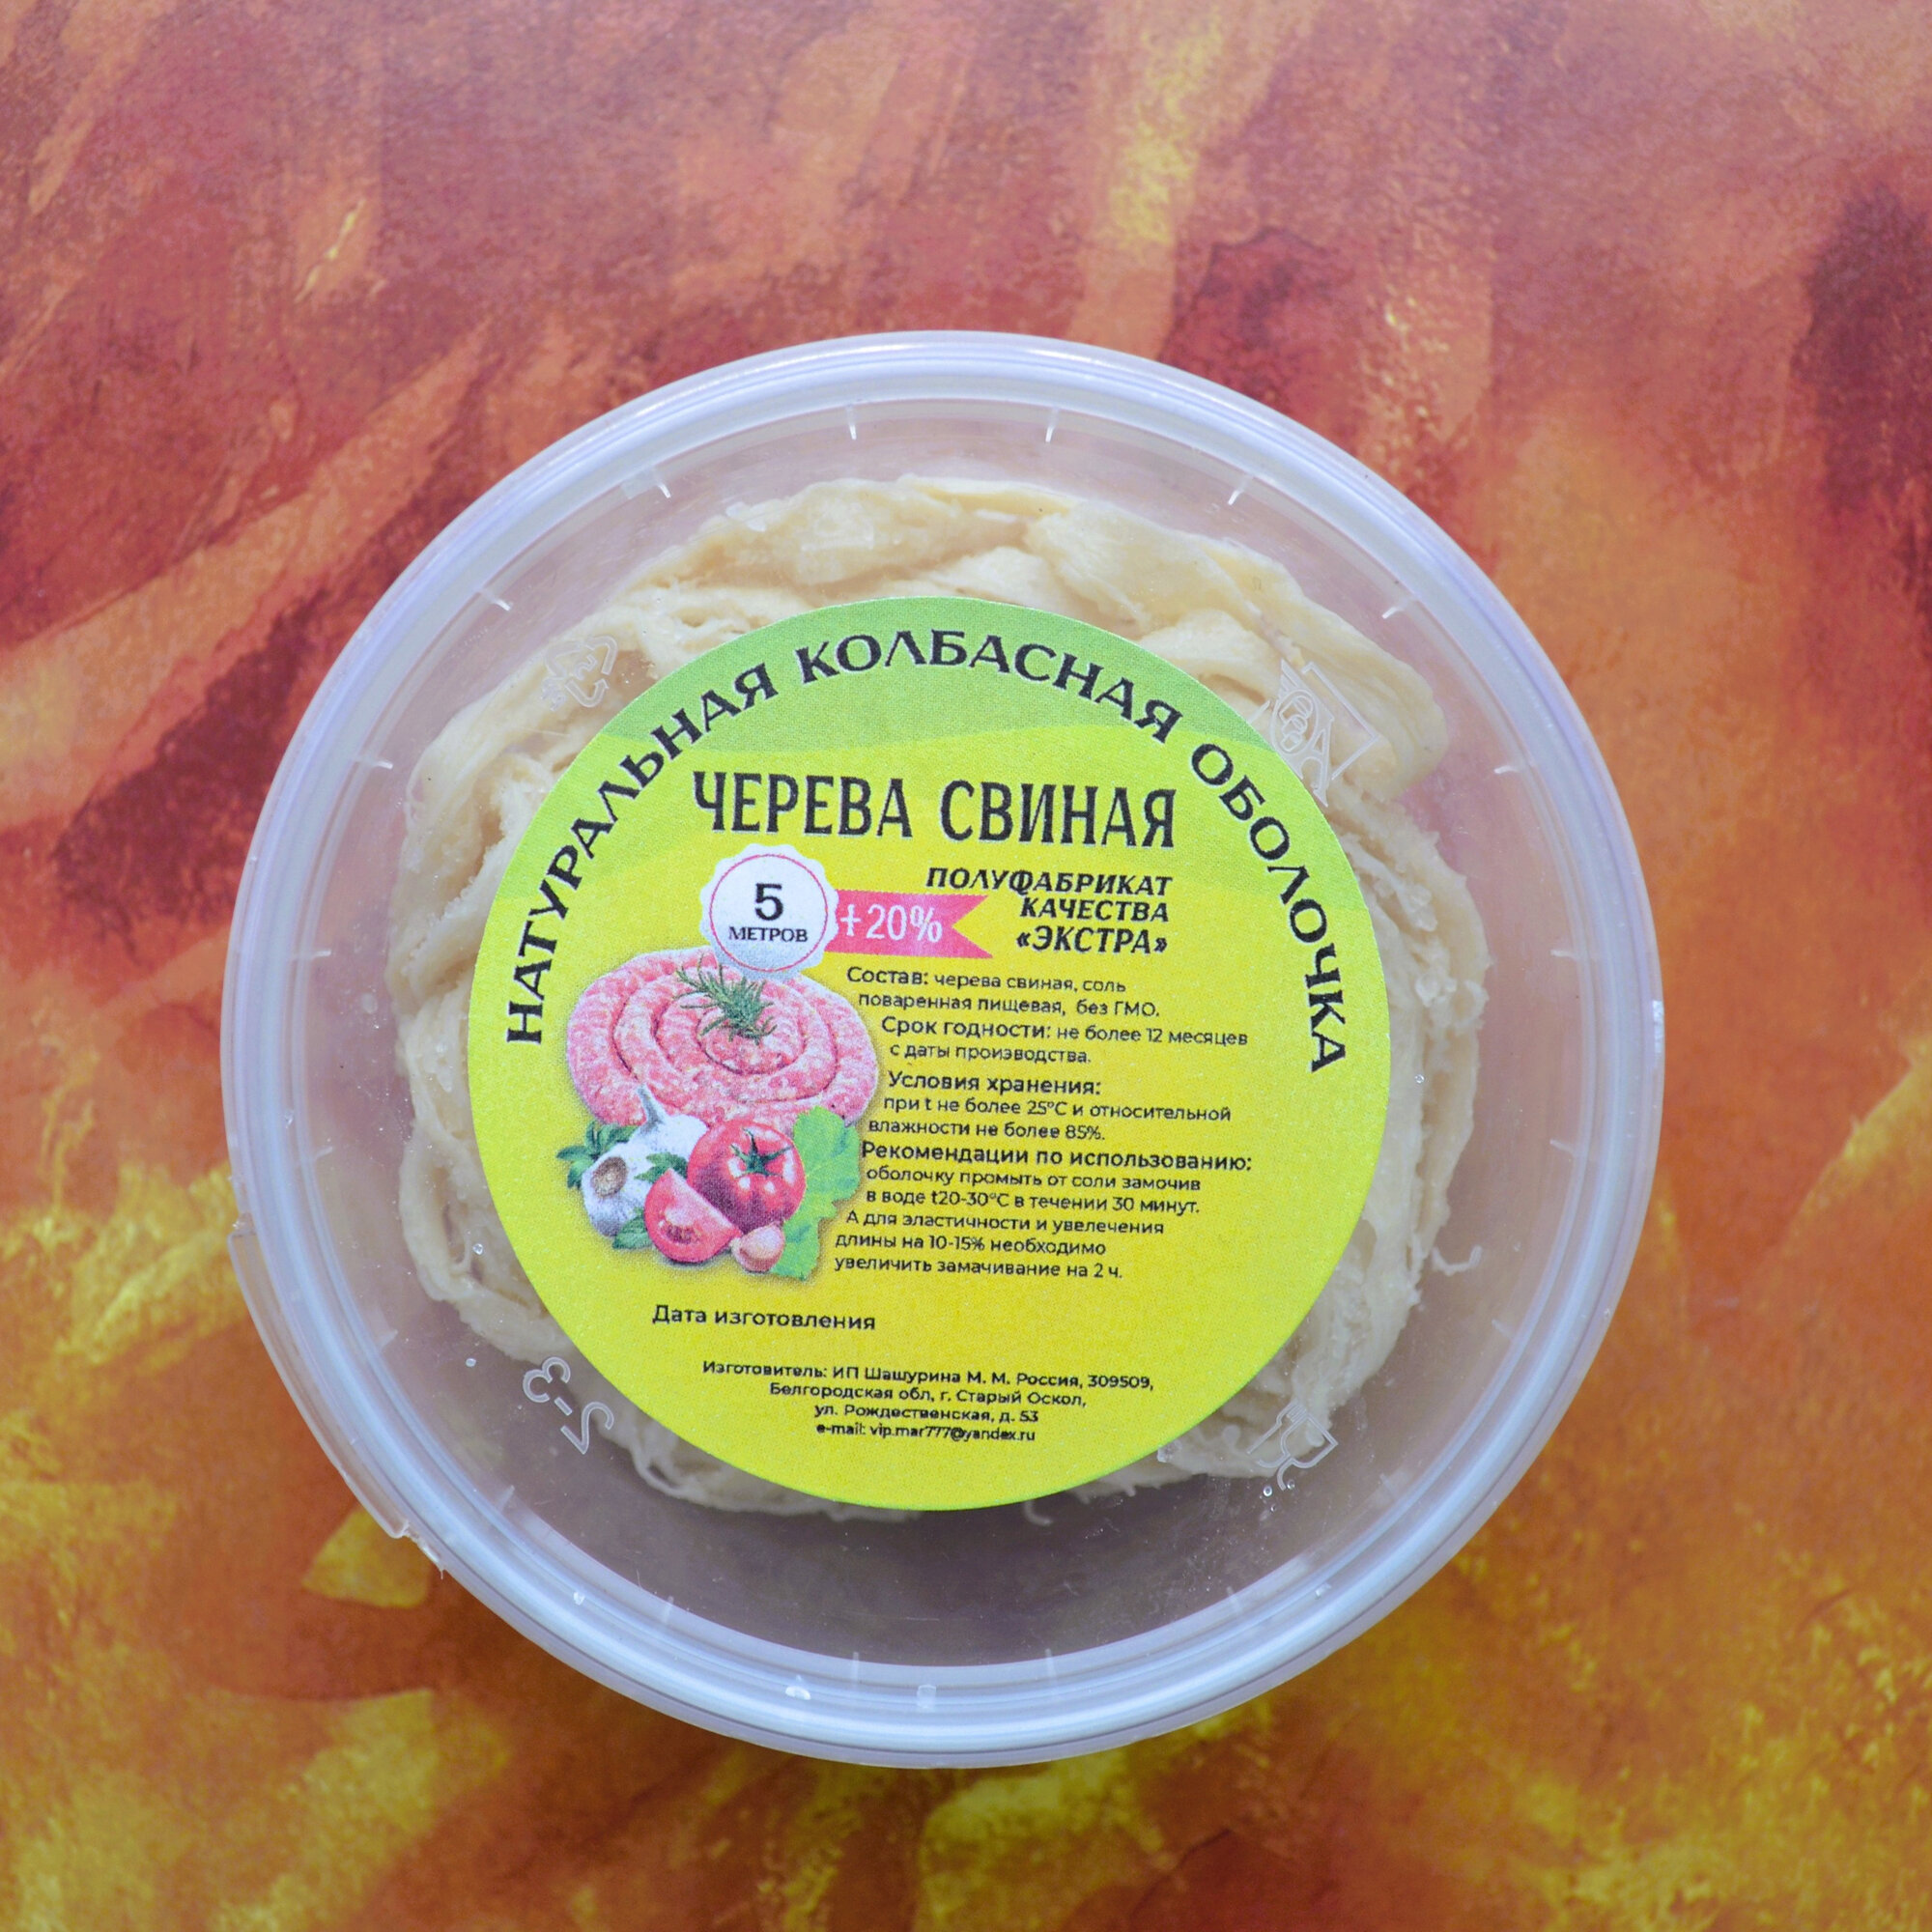 НАТУРАЛЬНАЯ КОЛБАСНАЯ ОБОЛОЧКА
ЧЕРЕВА СВИНАЯ
5
МЕТРОВ
+20%
ПОЛУФАБРИКАТ
КАЧЕСТВА
«ЭКСТРА»
Состав: черева свиная, соль
поваренная пищевая, без ГМО.
Срок годности: не более 12 месяцев
с даты производства.
Условия хранения:
при t не более 25°С и относительной
влажности не более 85%.
Рекомендации по использованию:
оболочку промыть от соли замочив
в воде t20-30°С в течении 30 минут.
А для эластичности и увелечения
длины на 10-15% необходимо
увеличить замачивание на 2 ч.
Дата изготовления
Изготовитель: ИП Шашурина М. М. Россия, 309509,
Белгородская обл, г. Старый Оскол,
ул. Рождественская, д. 53
e-mail: vip.mar777@yandex.ru